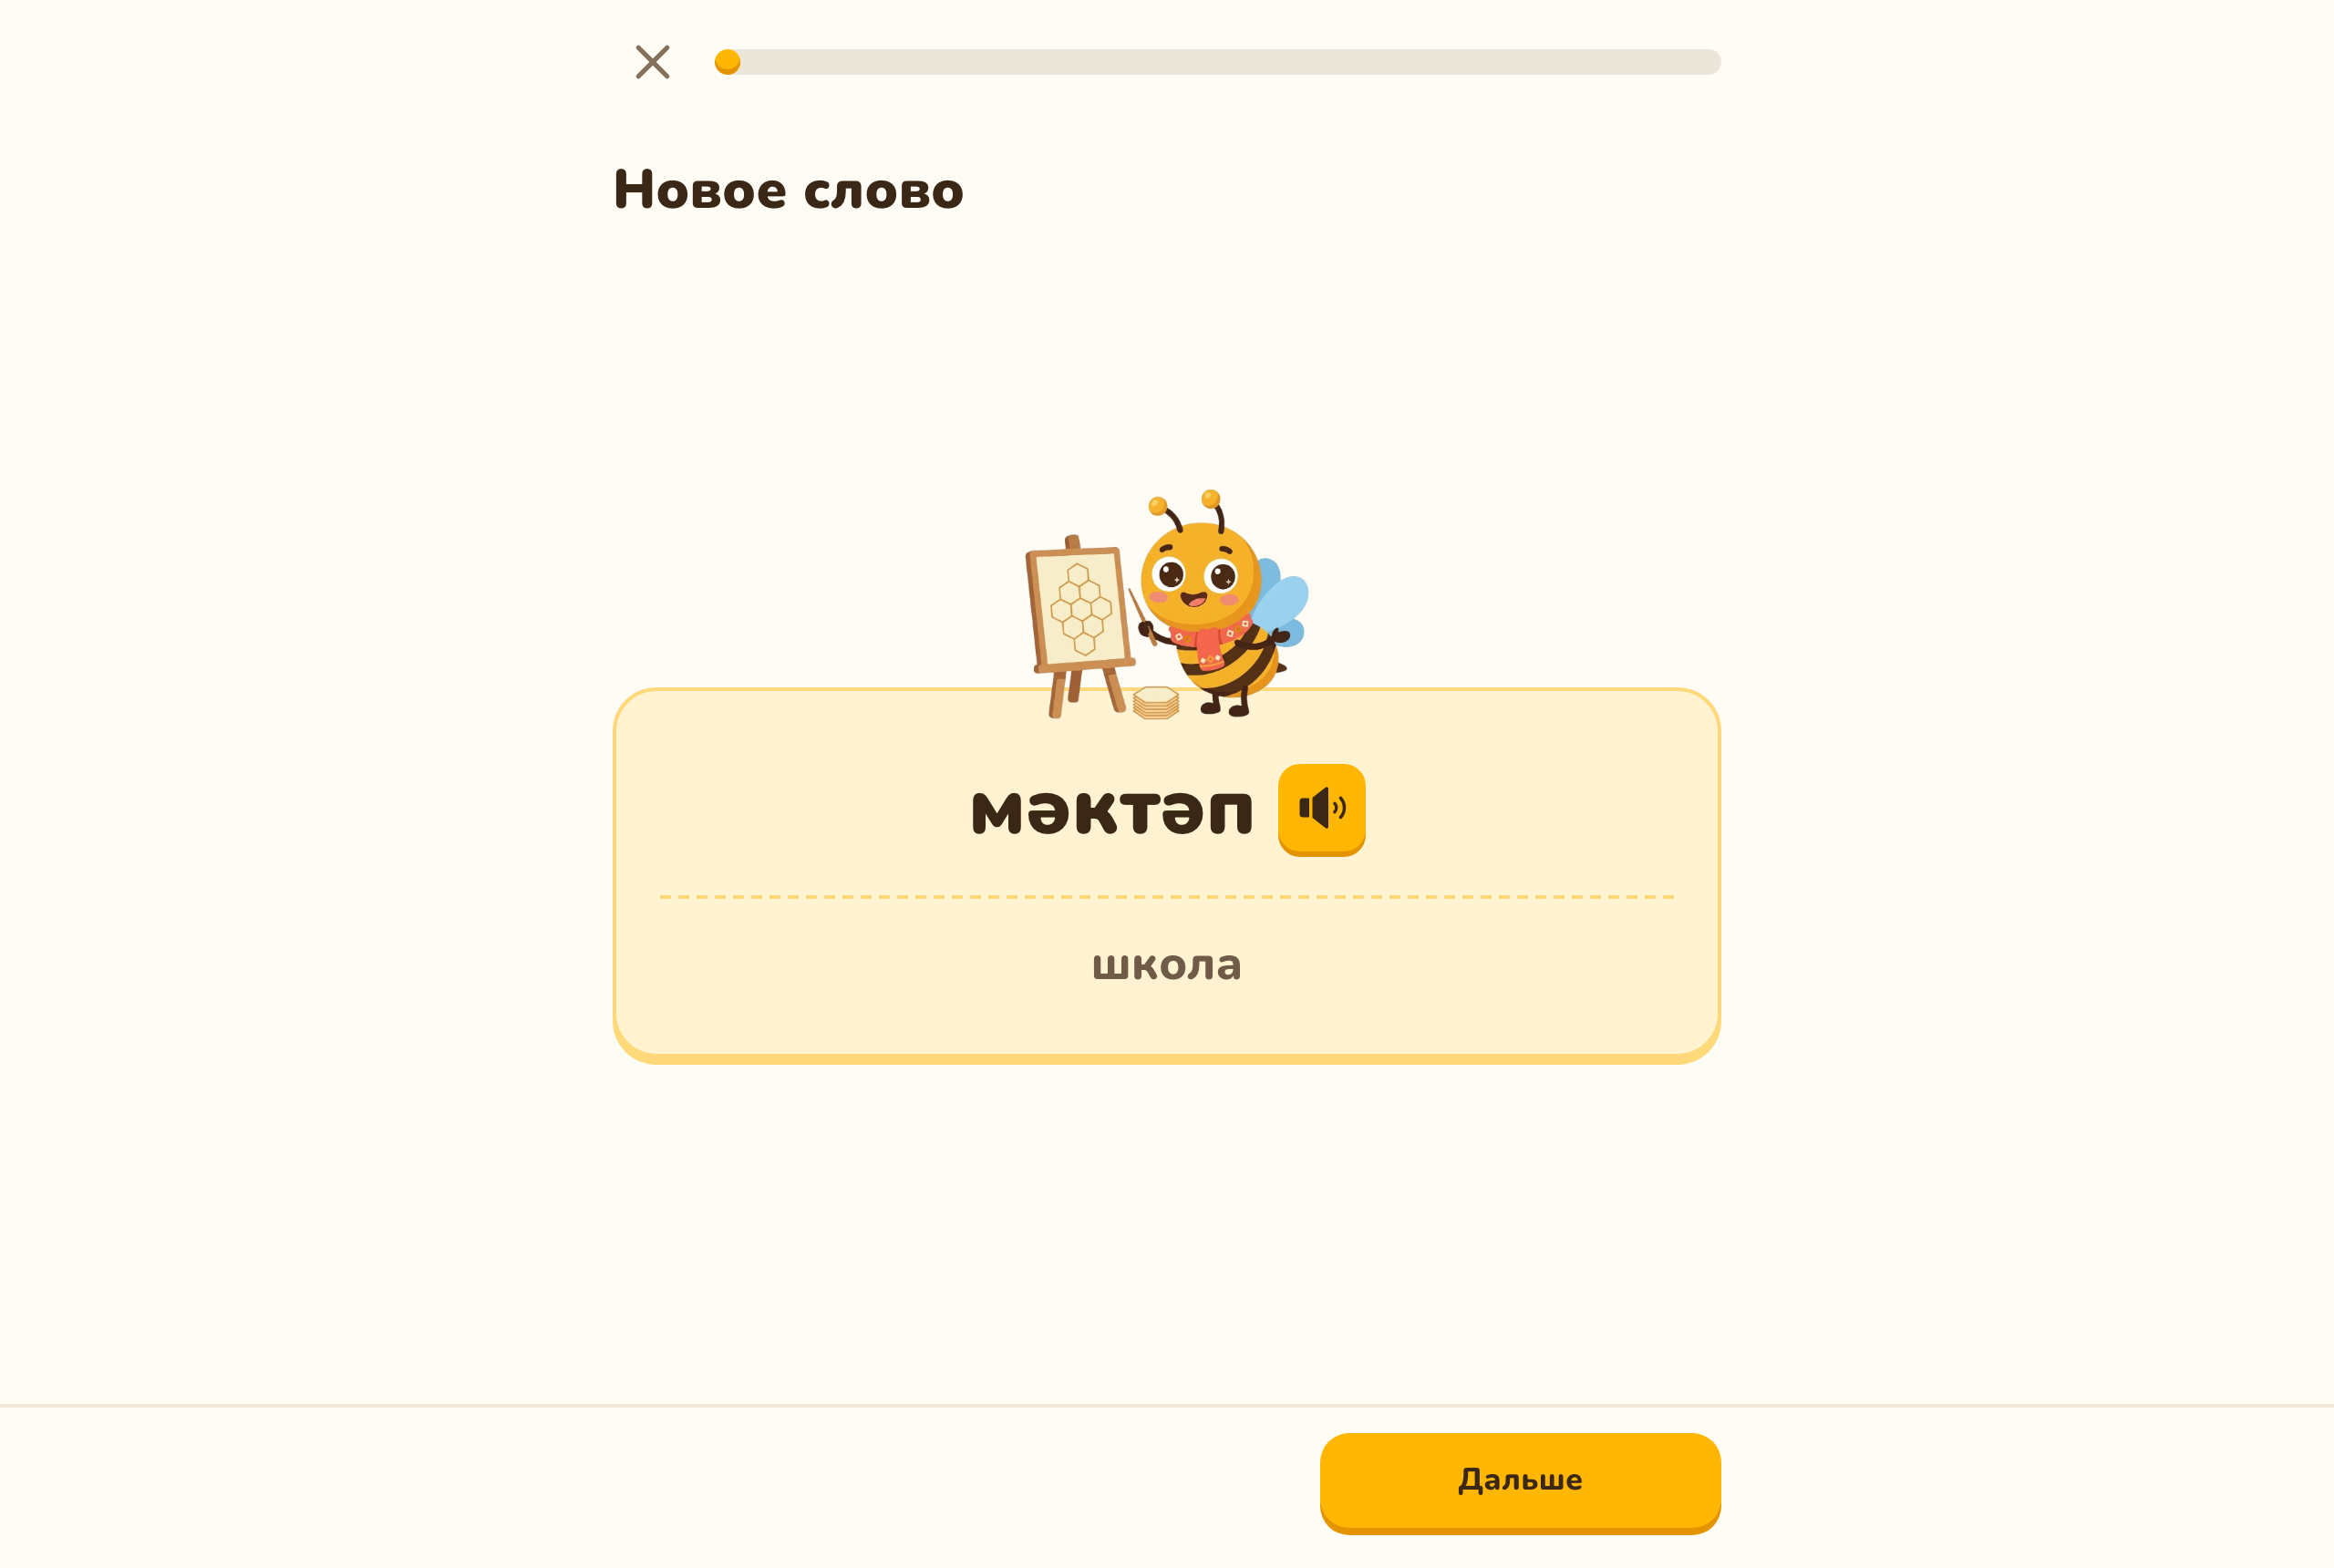 Новое слово
мәктәп
школа
Дальше